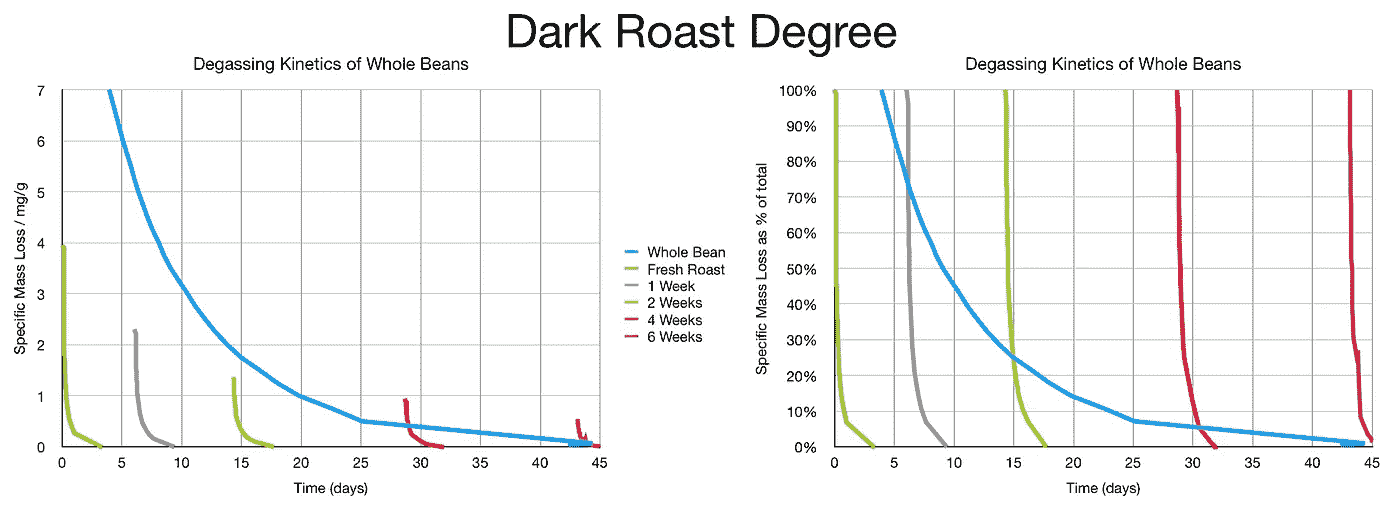 Dark Roast Degree
Degassing Kinetics of Whole Beans
7
6
5
4
3
2
1
0
Specific Mass Loss / mg/g
0 5 10 15 20 25 30 35 40 45
Time (days)
Whole Bean
Fresh Roast
1 Week
2 Weeks
4 Weeks
6 Weeks
Degassing Kinetics of Whole Beans
100%
90%
80%
70%
60%
50%
40%
30%
20%
10%
0%
Specific Mass Loss as % of total
0 5 10 15 20 25 30 35 40 45
Time (days)